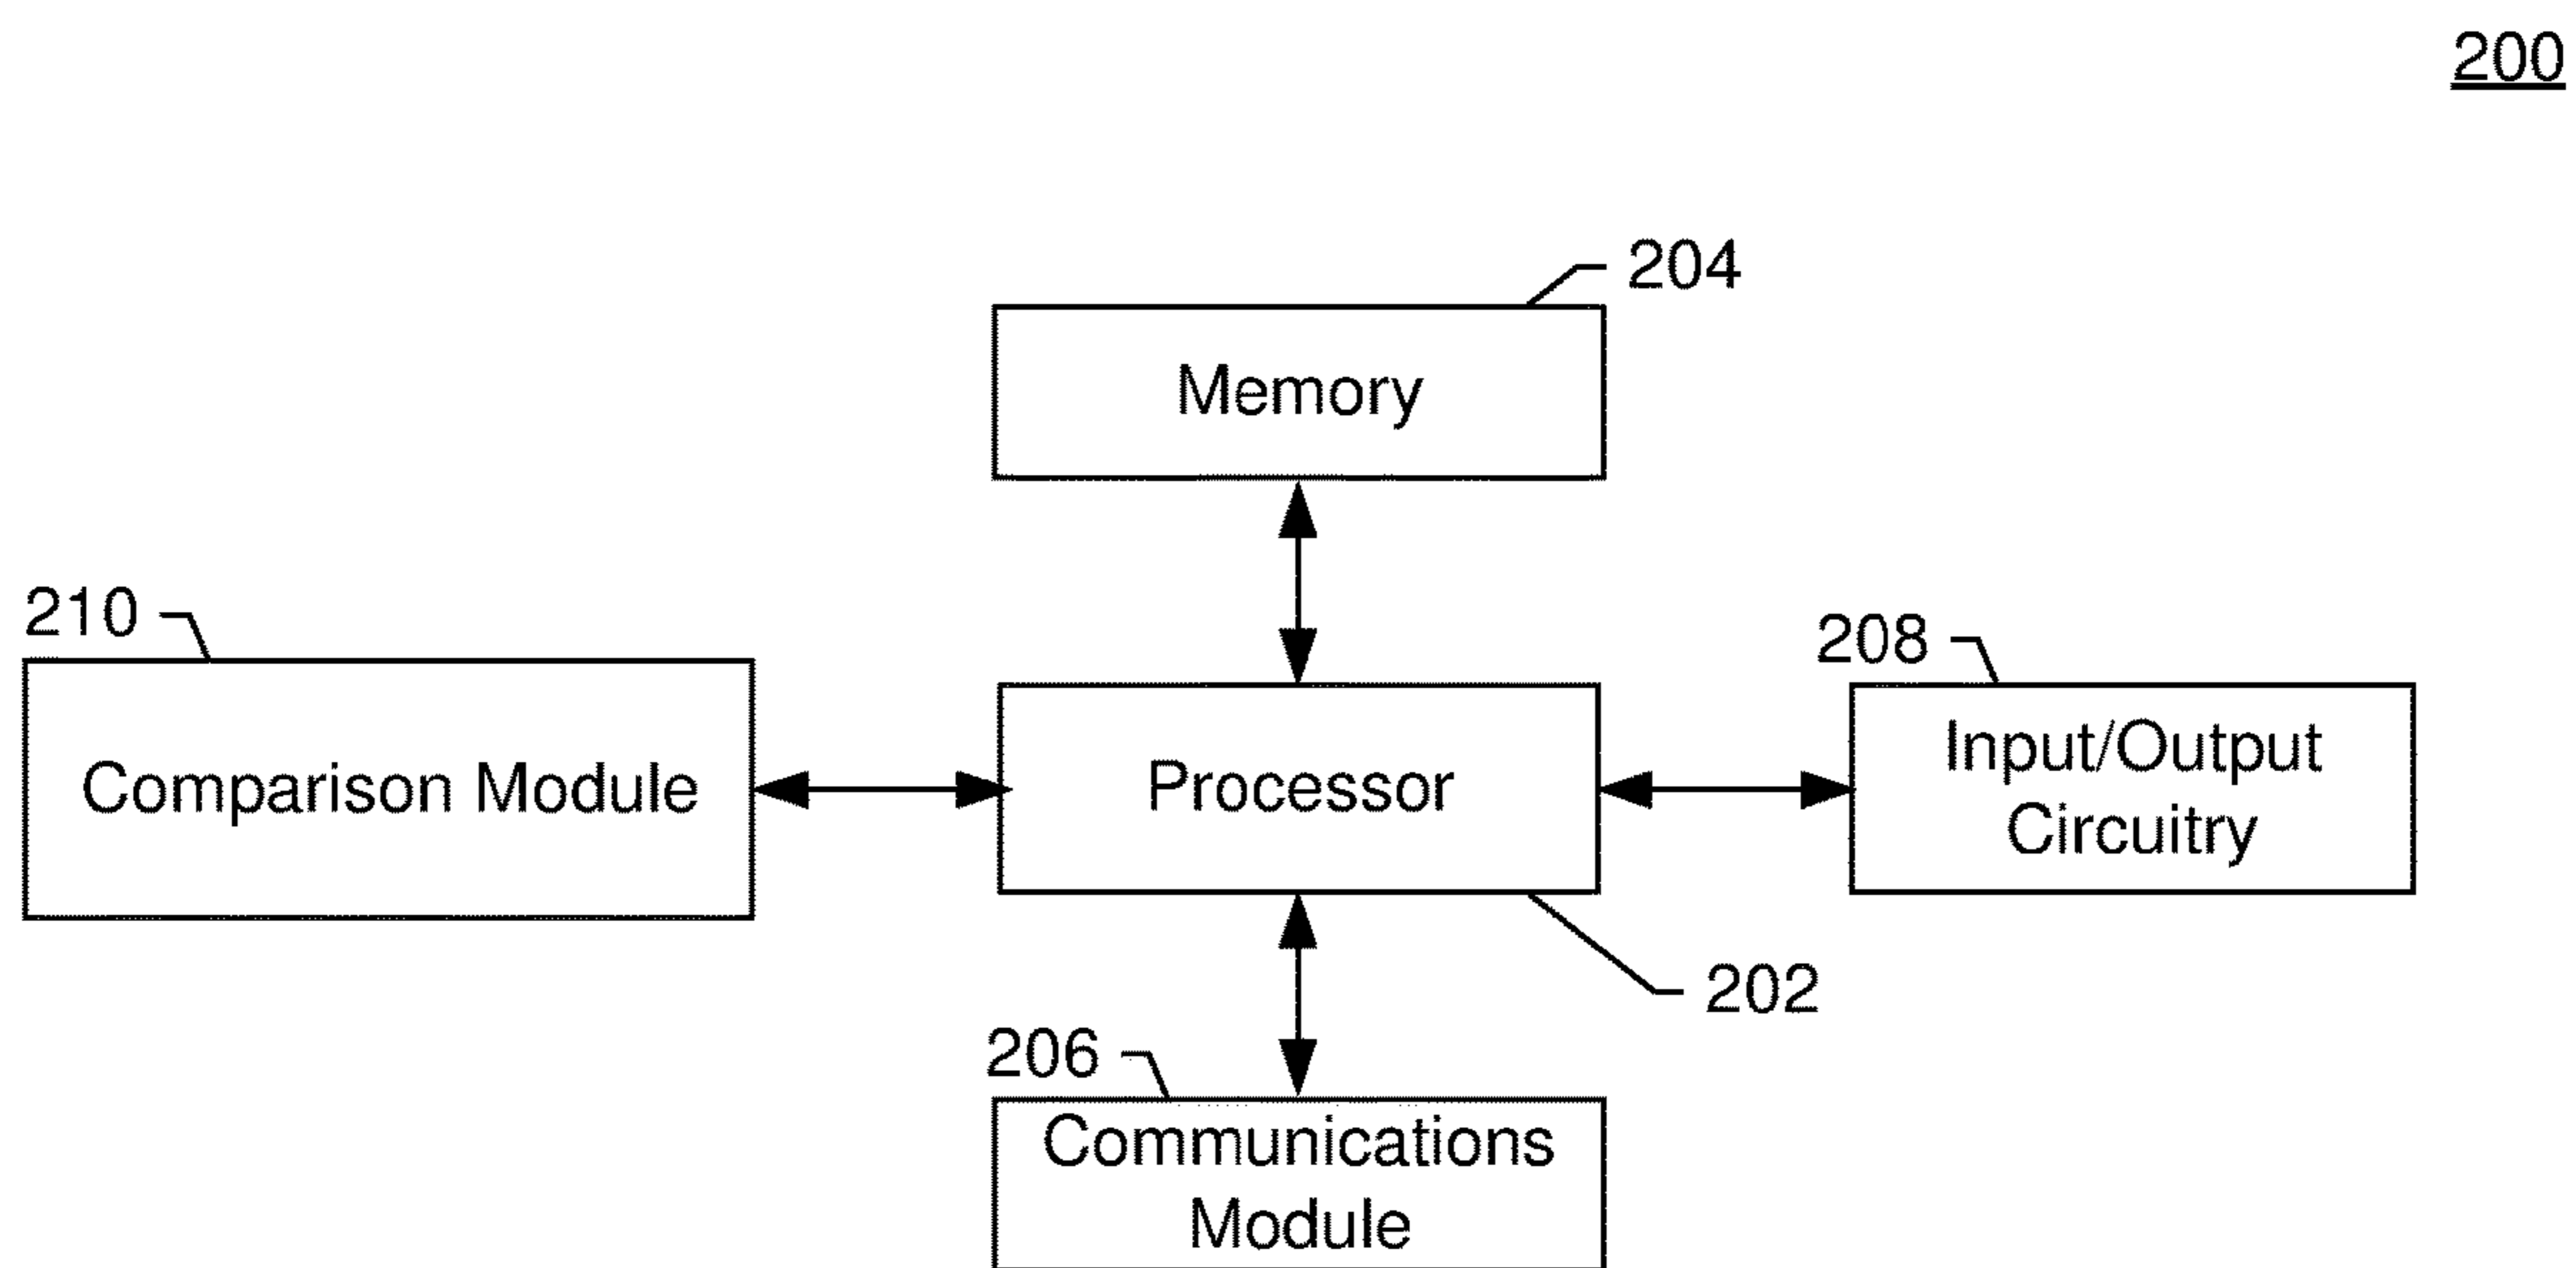 200
204
Memory
210
208
Comparison Module
Processor
Input/Output
Circuitry
202
206
Communications
Module